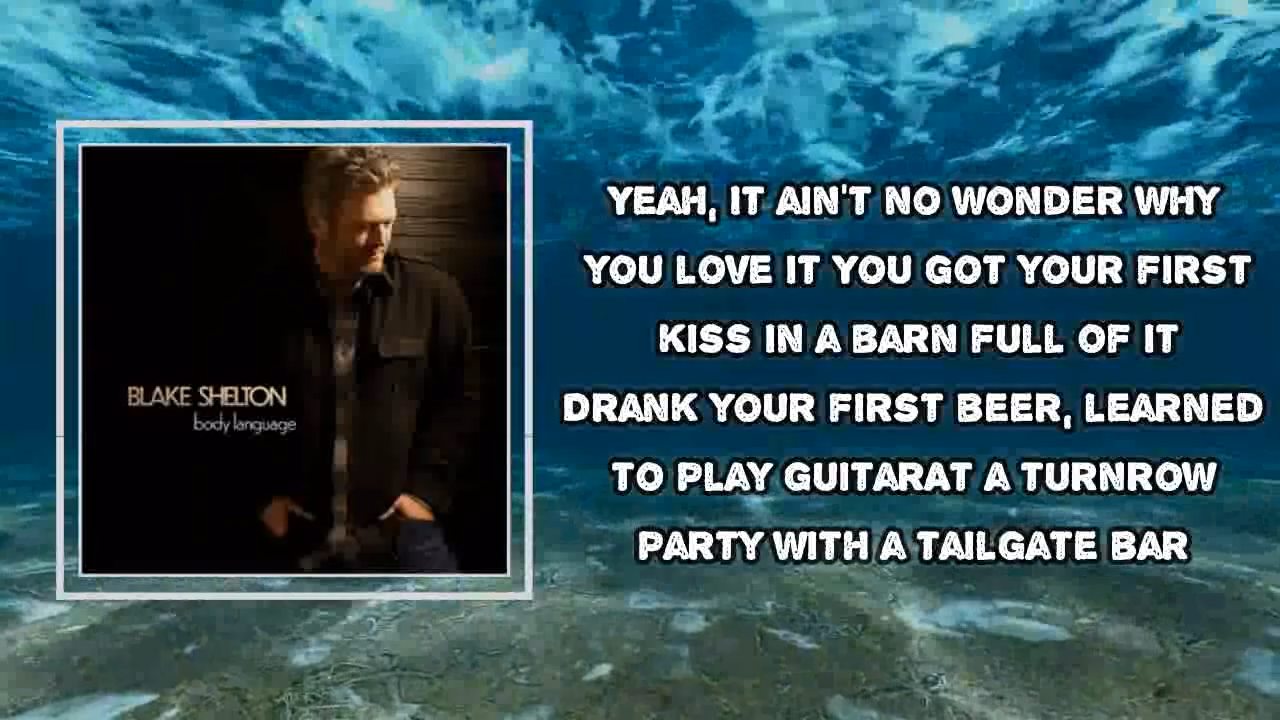 BLAKE SHELTON
body language
YEAH, IT AIN'T NO WONDER WHY
YOU LOVE IT YOU GOT YOUR FIRST
KISS IN A BARN FULL OF IT
DRANK YOUR FIRST BEER, LEARNED
TO PLAY GUITARAT A TURNROW
PARTY WITH A TAILGATE BAR